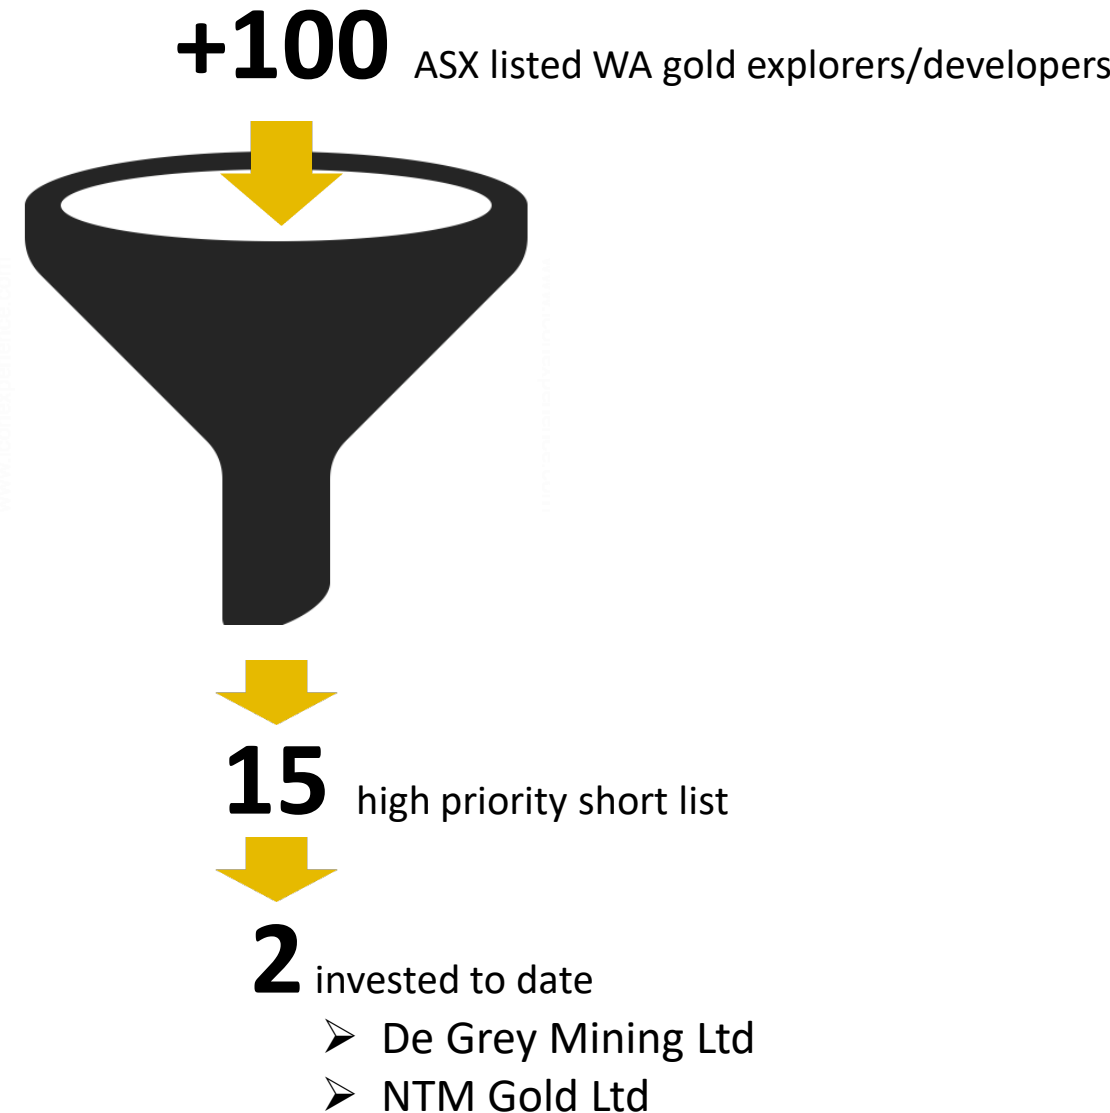 +100 ASX listed WA gold explorers/developers
15 high priority short list
2 invested to date
➢ De Grey Mining Ltd
➢ NTM Gold Ltd